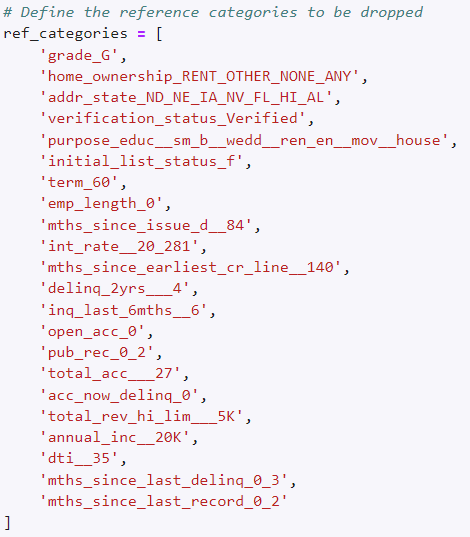 # Define the reference categories to be dropped
ref_categories = [
    'grade_G',
    'home_ownership_RENT_OTHER_NONE_ANY',
    'addr_state_ND_NE_IA_NV_FL_HI_AL',
    'verification_status_Verified',
    'purpose_educ__sm_b__wedd__ren_en__mov__house',
    'initial_list_status_f',
    'term_60',
    'emp_length_0',
    'mths_since_issue_d__84',
    'int_rate__20_281',
    'mths_since_earliest_cr_line__140',
    'delinq_2yrs___4',
    'inq_last_6mths__6',
    'open_acc_0',
    'pub_rec_0_2',
    'total_acc___27',
    'acc_now_delinq_0',
    'total_rev_hi_lim___5K',
    'annual_inc__20K',
    'dti__35',
    'mths_since_last_delinq_0_3',
    'mths_since_last_record_0_2'
]